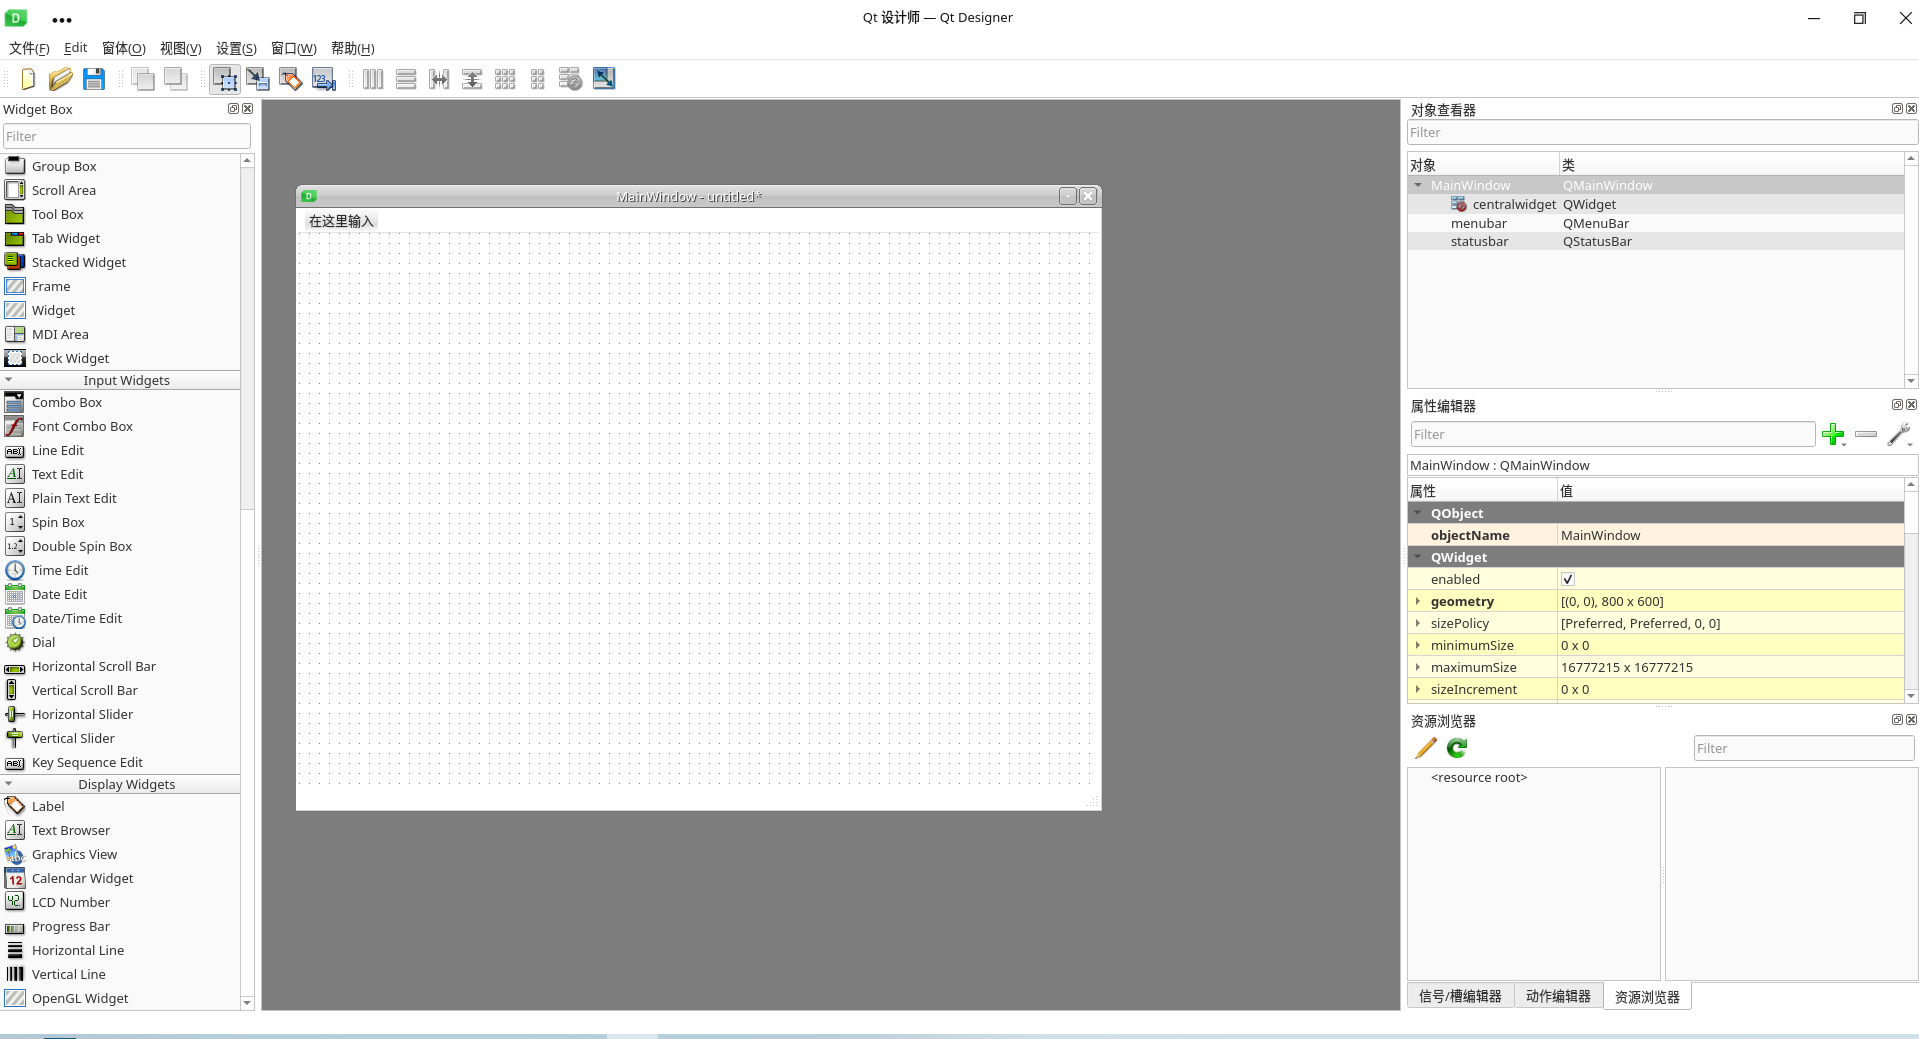 Qt 设计师 — Qt Designer
文件(F) Edit 窗体(O) 视图(V) 设置(S) 窗口(W) 帮助(H)
Widget Box
Filter
Group Box
Scroll Area
Tool Box
Tab Widget
Stacked Widget
Frame
Widget
MDI Area
Dock Widget
Input Widgets
Combo Box
Font Combo Box
Line Edit
Text Edit
Plain Text Edit
Spin Box
Double Spin Box
Time Edit
Date Edit
Date/Time Edit
Dial
Horizontal Scroll Bar
Vertical Scroll Bar
Horizontal Slider
Vertical Slider
Key Sequence Edit
Display Widgets
Label
Text Browser
Graphics View
Calendar Widget
LCD Number
Progress Bar
Horizontal Line
Vertical Line
OpenGL Widget
MainWindow - untitled*
在这里输入
对象查看器
Filter
对象 类
MainWindow QMainWindow
centralwidget QWidget
menubar QMenuBar
statusbar QStatusBar
属性编辑器
Filter
MainWindow : QMainWindow
属性 值
QObject
objectName MainWindow
QWidget
enabled
geometry [(0, 0), 800 x 600]
sizePolicy [Preferred, Preferred, 0, 0]
minimumSize 0 x 0
maximumSize 16777215 x 16777215
sizeIncrement 0 x 0
资源浏览器
Filter
<resource root>
信号/槽编辑器 动作编辑器 资源浏览器